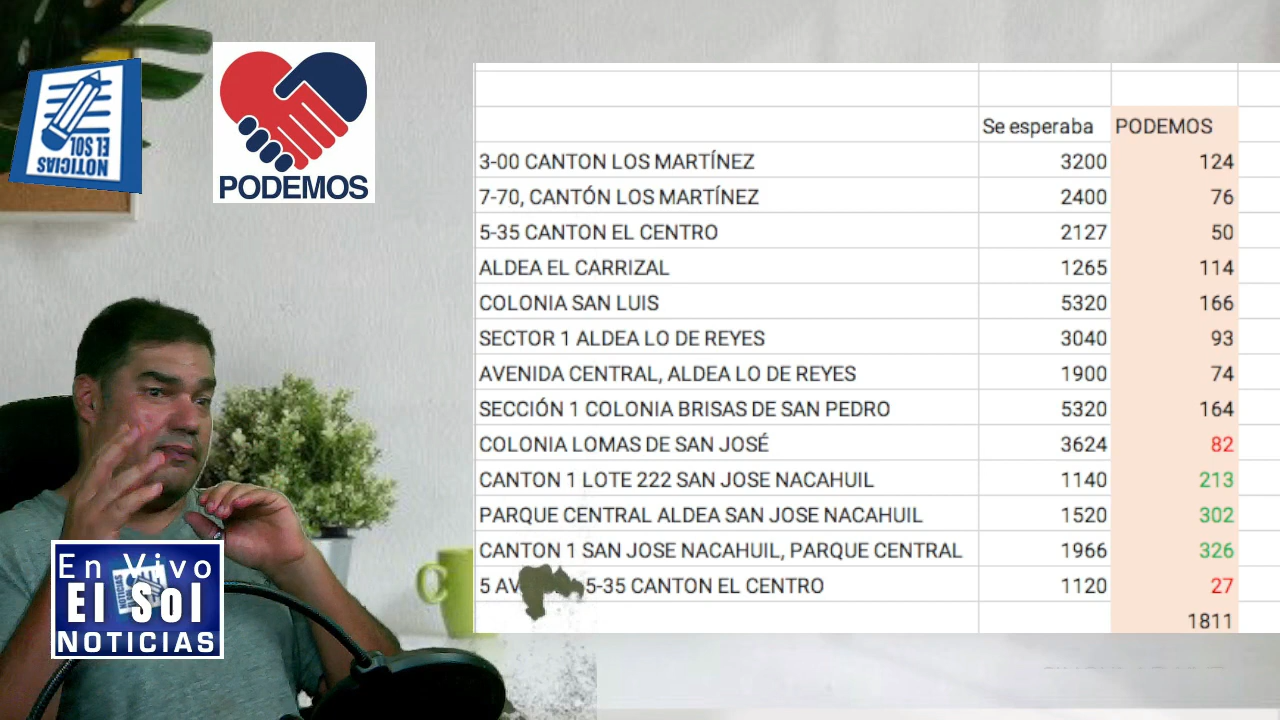 NOTICIAS
EL SOL
PODEMOS
Se esperaba PODEMOS
3-00 CANTON LOS MARTÍNEZ 3200 124
7-70, CANTÓN LOS MARTÍNEZ 2400 76
5-35 CANTON EL CENTRO 2127 50
ALDEA EL CARRIZAL 1265 114
COLONIA SAN LUIS 5320 166
SECTOR 1 ALDEA LO DE REYES 3040 93
AVENIDA CENTRAL, ALDEA LO DE REYES 1900 74
SECCIÓN 1 COLONIA BRISAS DE SAN PEDRO 5320 164
COLONIA LOMAS DE SAN JOSÉ 3624 82
CANTON 1 LOTE 222 SAN JOSE NACAHUIL 1140 213
PARQUE CENTRAL ALDEA SAN JOSE NACAHUIL 1520 302
CANTON 1 SAN JOSE NACAHUIL, PARQUE CENTRAL 1966 326
5 AV 5-35 CANTON EL CENTRO 1120 27
1811
En Vivo
El Sol
NOTICIAS